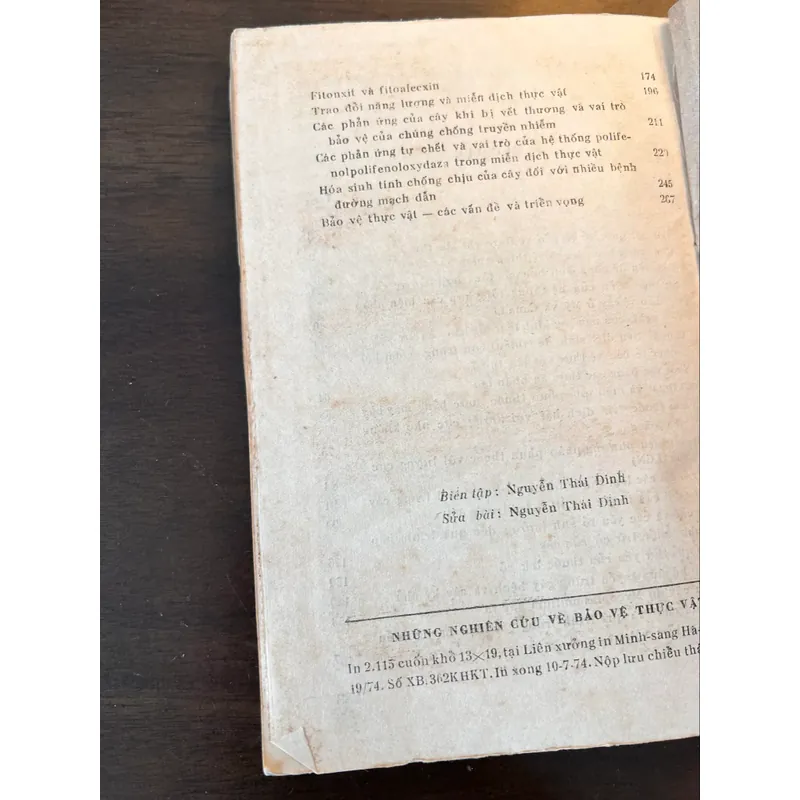 Fitonxit và fitoalecxin 174
Trao đổi năng lượng và miễn dịch thực vật 196
Các phản ứng của cây khi bị vết thương và vai trò
bảo vệ của chúng chống truyền nhiễm 211
Các phản ứng tự chết và vai trò của hệ thống polife-
nolpolifenoloxydaza trong miễn dịch thực vật 229
Hóa sinh tính chống chịu của cây đối với nhiều bệnh
đường mạch dẫn 245
Bảo vệ thực vật — các vấn đề và triển vọng 267
Biên tập: Nguyễn Thái Đinh
Sửa bài: Nguyễn Thái Đinh
NHỮNG NGHIÊN CỨU VỀ BẢO VỆ THỰC VẬT
In 2.115 cuốn khổ 13×19, tại Liên xưởng in Minh-sang Hà-
19/74. Số XB.362KHKT. In song 10-7-74. Nộp lưu chiểu thá